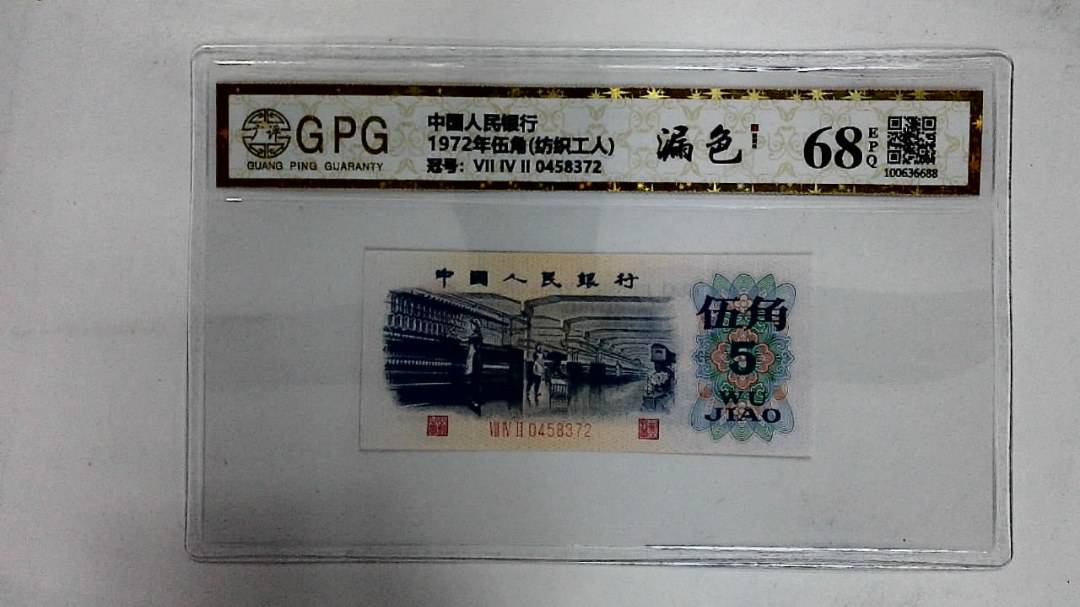 GPG
GUANG PING GUARANTY
中国人民银行
1972年伍角(纺织工人)
冠号：VII IV II 0458372
漏色
68
EPQ
100636688
中國人民銀行
伍角
5
WU
JIAO
VII IV II 0458372